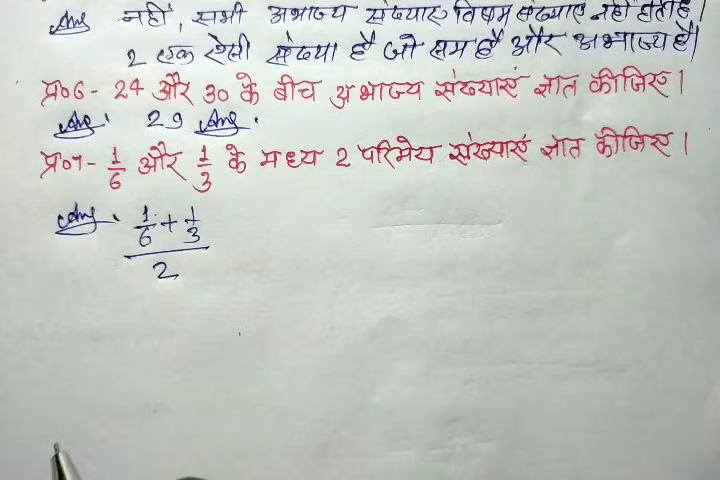 Ans नहीं, सभी अभाज्य संख्याएं विषम संख्याएं नहीं होती हैं।
2 एक ऐसी संख्या है जो सम है और अभाज्य है।
प्र०6- 24 और 30 के बीच अभाज्य संख्याएं ज्ञात कीजिए।
Ans. 29 Ans.
प्र०7- 1/6 और 1/3 के मध्य 2 परिमेय संख्याएं ज्ञात कीजिए।
Ans. 1/6 + 1/3
2